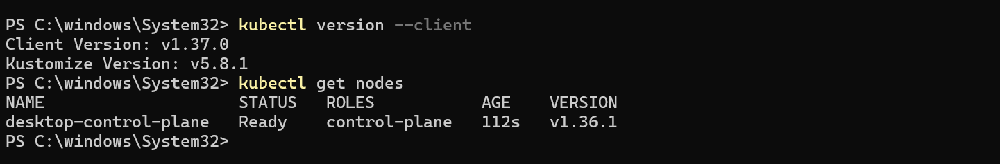 PS C:\windows\System32> kubectl version --client
Client Version: v1.37.0
Kustomize Version: v5.8.1
PS C:\windows\System32> kubectl get nodes
NAME                    STATUS   ROLES           AGE    VERSION
desktop-control-plane   Ready    control-plane   112s   v1.36.1
PS C:\windows\System32>